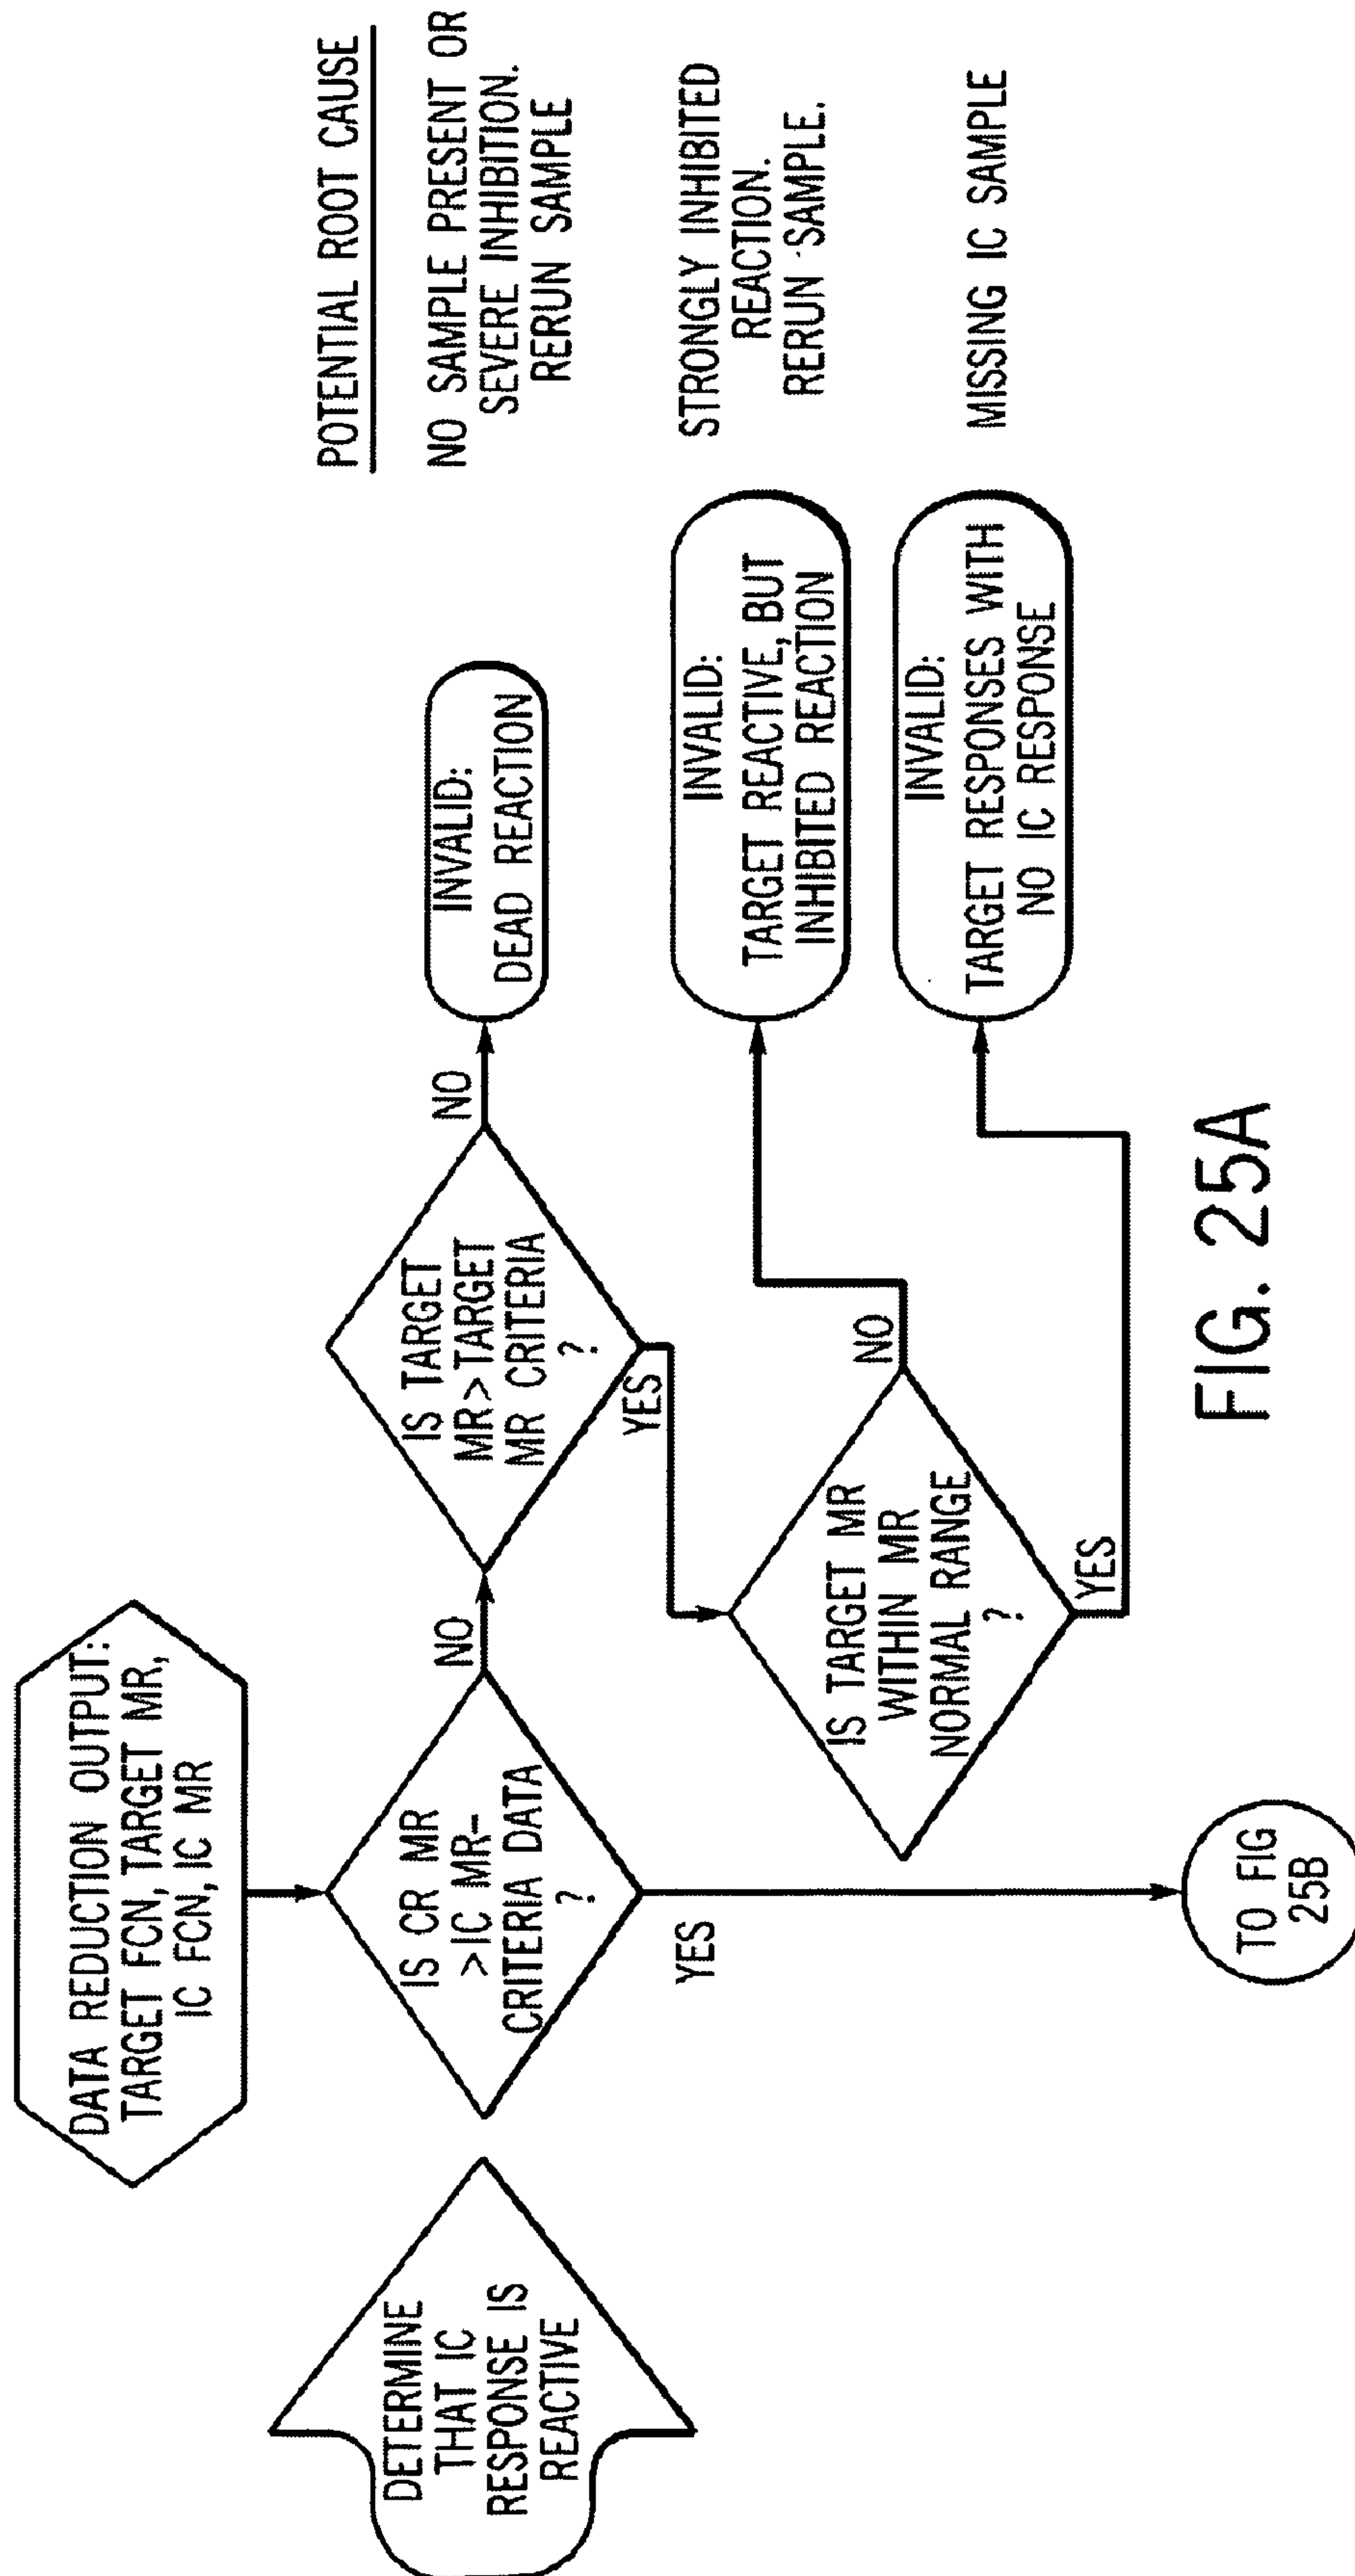 DATA REDUCTION OUTPUT:
TARGET FCN, TARGET MR,
IC FCN, IC MR
DETERMINE
THAT IC
RESPONSE IS
REACTIVE
IS CR MR
>IC MR-
CRITERIA DATA
?
NO
YES
IS TARGET
MR>TARGET
MR CRITERIA
?
NO
YES
INVALID:
DEAD REACTION
POTENTIAL ROOT CAUSE
NO SAMPLE PRESENT OR
SEVERE INHIBITION.
RERUN SAMPLE
IS TARGET MR
WITHIN MR
NORMAL RANGE
?
NO
YES
INVALID:
TARGET REACTIVE, BUT
INHIBITED REACTION
STRONGLY INHIBITED
REACTION.
RERUN SAMPLE.
INVALID:
TARGET RESPONSES WITH
NO IC RESPONSE
MISSING IC SAMPLE
TO FIG
25B
FIG. 25A